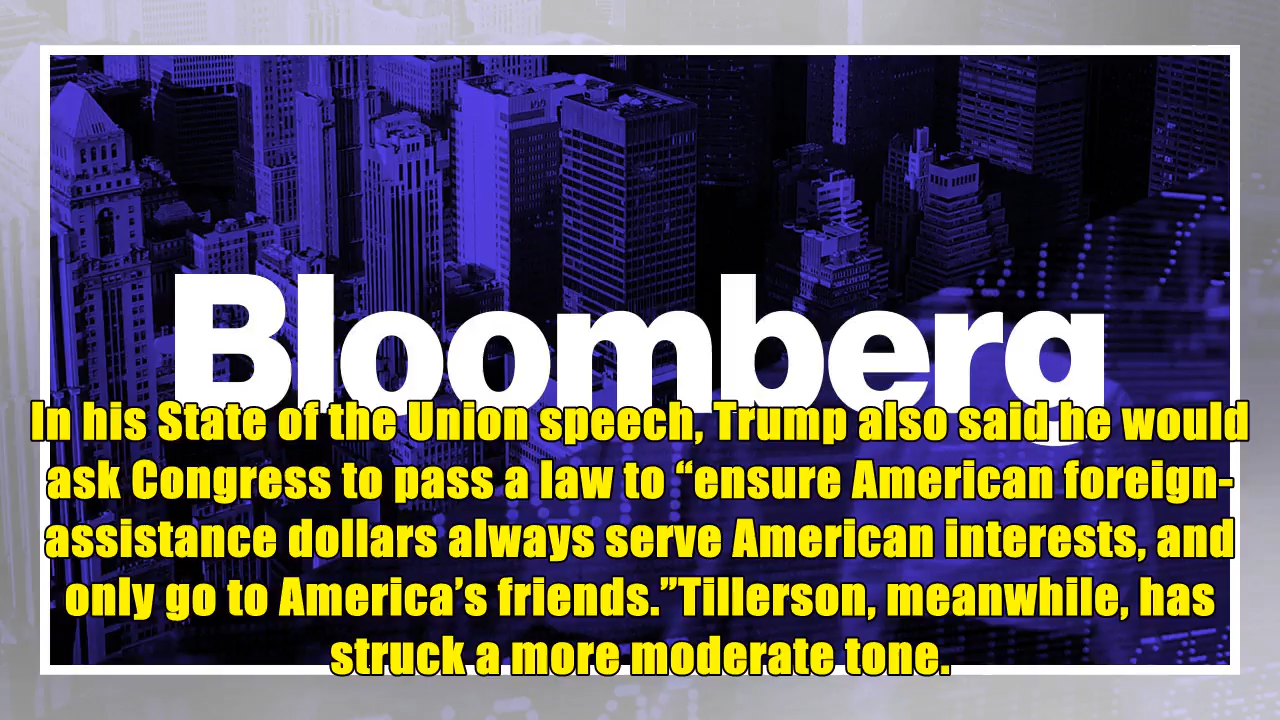 Bloomberg
In his State of the Union speech, Trump also said he would
ask Congress to pass a law to “ensure American foreign-
assistance dollars always serve American interests, and
only go to America’s friends.”Tillerson, meanwhile, has
struck a more moderate tone.